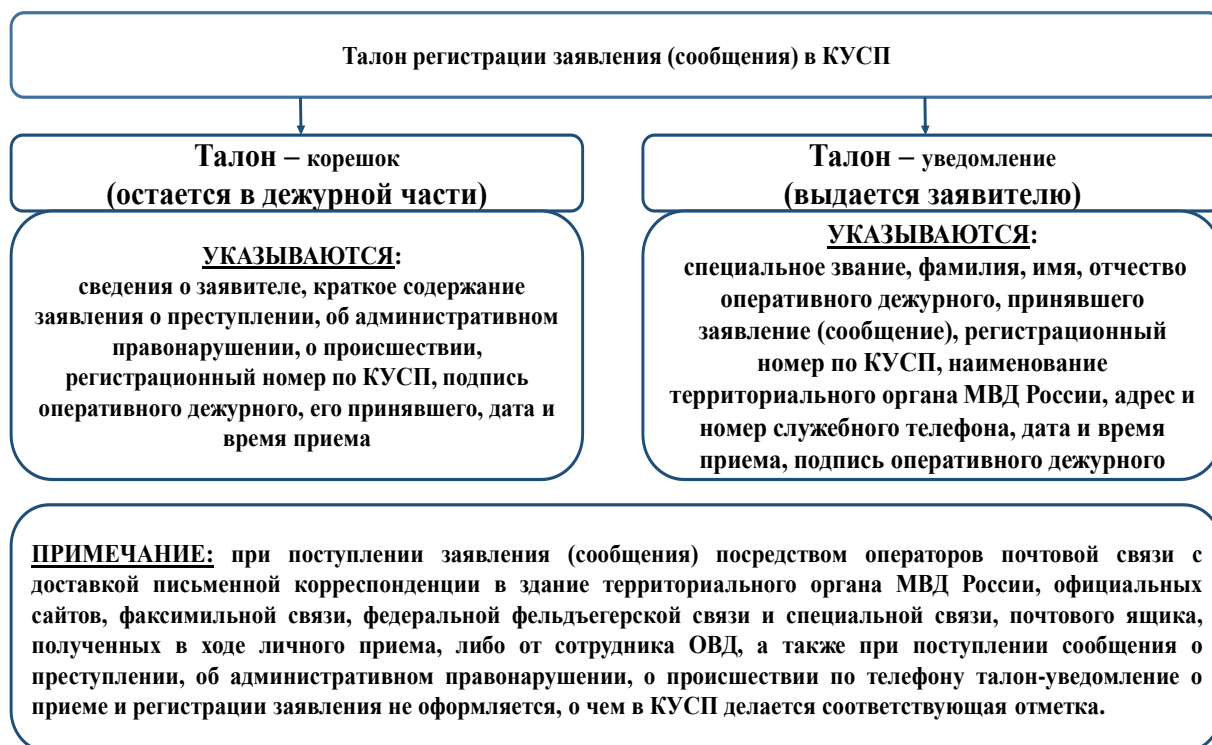 Талон регистрации заявления (сообщения) в КУСП
Талон – корешок
(остается в дежурной части)
УКАЗЫВАЮТСЯ:
сведения о заявителе, краткое содержание
заявления о преступлении, об административном
правонарушении, о происшествии,
регистрационный номер по КУСП, подпись
оперативного дежурного, его принявшего, дата и
время приема
Талон – уведомление
(выдается заявителю)
УКАЗЫВАЮТСЯ:
специальное звание, фамилия, имя, отчество
оперативного дежурного, принявшего
заявление (сообщение), регистрационный
номер по КУСП, наименование
территориального органа МВД России, адрес и
номер служебного телефона, дата и время
приема, подпись оперативного дежурного
ПРИМЕЧАНИЕ: при поступлении заявления (сообщения) посредством операторов почтовой связи с
доставкой письменной корреспонденции в здание территориального органа МВД России, официальных
сайтов, факсимильной связи, федеральной фельдъегерской связи и специальной связи, почтового ящика,
полученных в ходе личного приема, либо от сотрудника ОВД, а также при поступлении сообщения о
преступлении, об административном правонарушении, о происшествии по телефону талон-уведомление о
приеме и регистрации заявления не оформляется, о чем в КУСП делается соответствующая отметка.